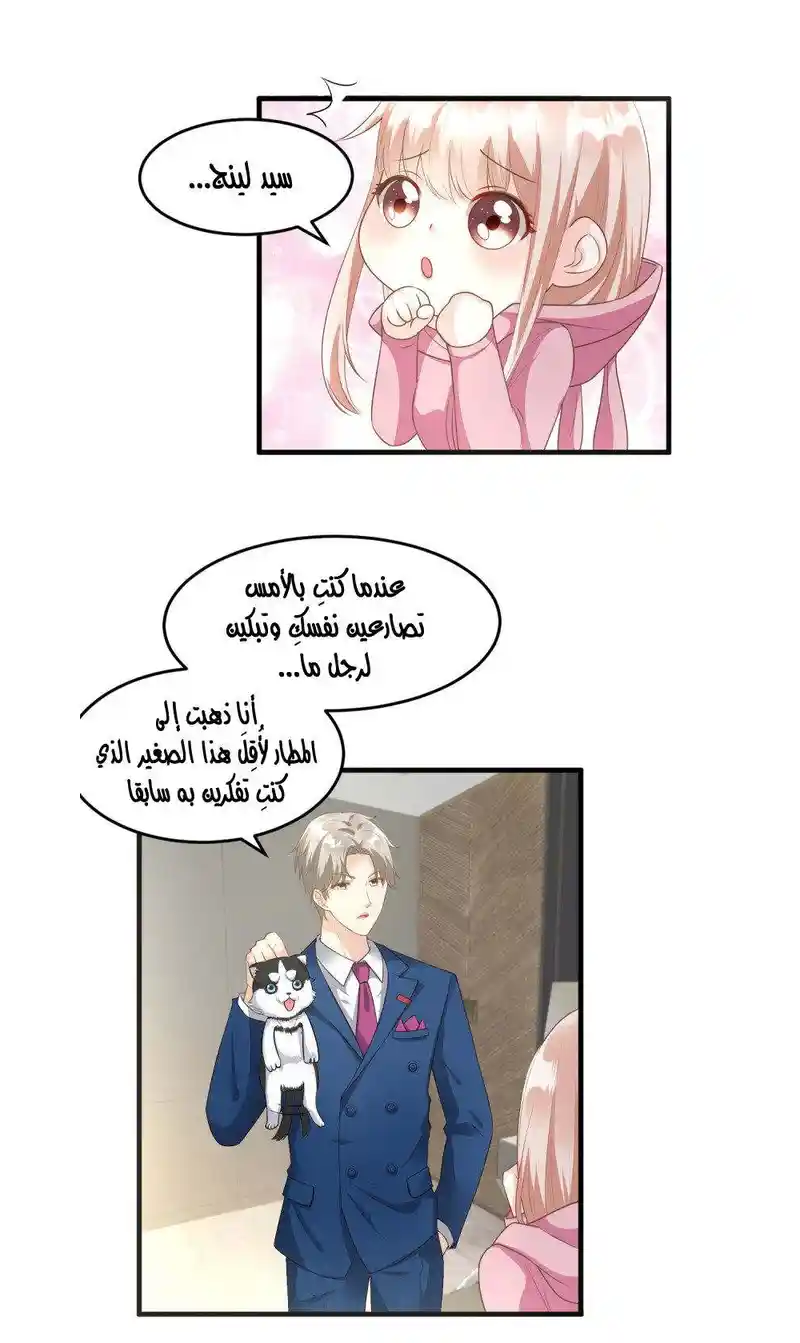 سيد لينج...
عندما كنتِ بالأمس
تصارعين نفسكِ وتبكين
لرجل ما...
أنا ذهبت إلى
المطار لأُقِلَ هذا الصغير الذي
كنتِ تفكرين به سابقا